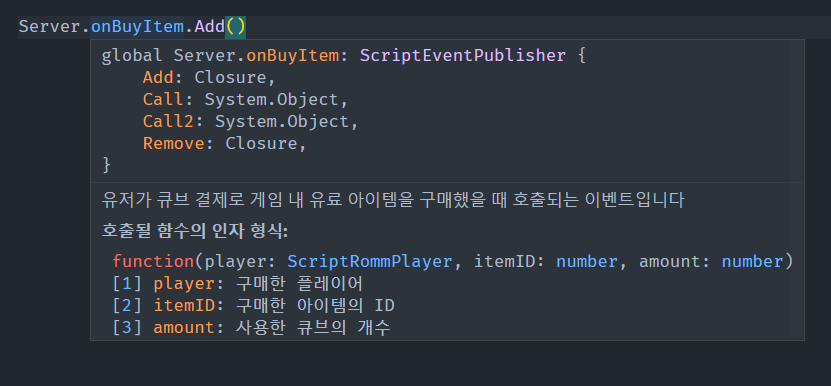 Server.onBuyItem.Add()
global Server.onBuyItem: ScriptEventPublisher {
    Add: Closure,
    Call: System.Object,
    Call2: System.Object,
    Remove: Closure,
}
유저가 큐브 결제로 게임 내 유료 아이템을 구매했을 때 호출되는 이벤트입니다
호출될 함수의 인자 형식:
function(player: ScriptRommPlayer, itemID: number, amount: number)
[1] player: 구매한 플레이어
[2] itemID: 구매한 아이템의 ID
[3] amount: 사용한 큐브의 개수